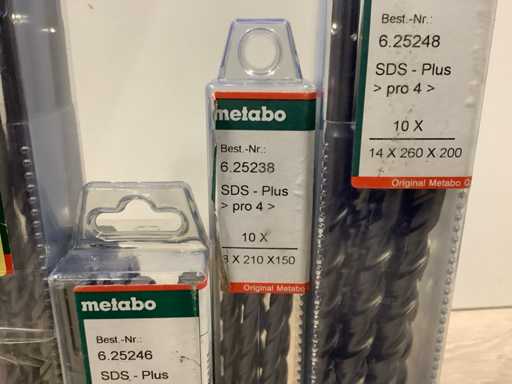 metabo
Best.-Nr.:
6.25246
SDS - Plus
metabo
Best.-Nr.:
6.25238
SDS - Plus
> pro 4 >
10 X
8 X 210 X150
Original Metabo
Best.-Nr.:
6.25248
SDS - Plus
> pro 4 >
10 X
14 X 260 X 200
Original Metabo